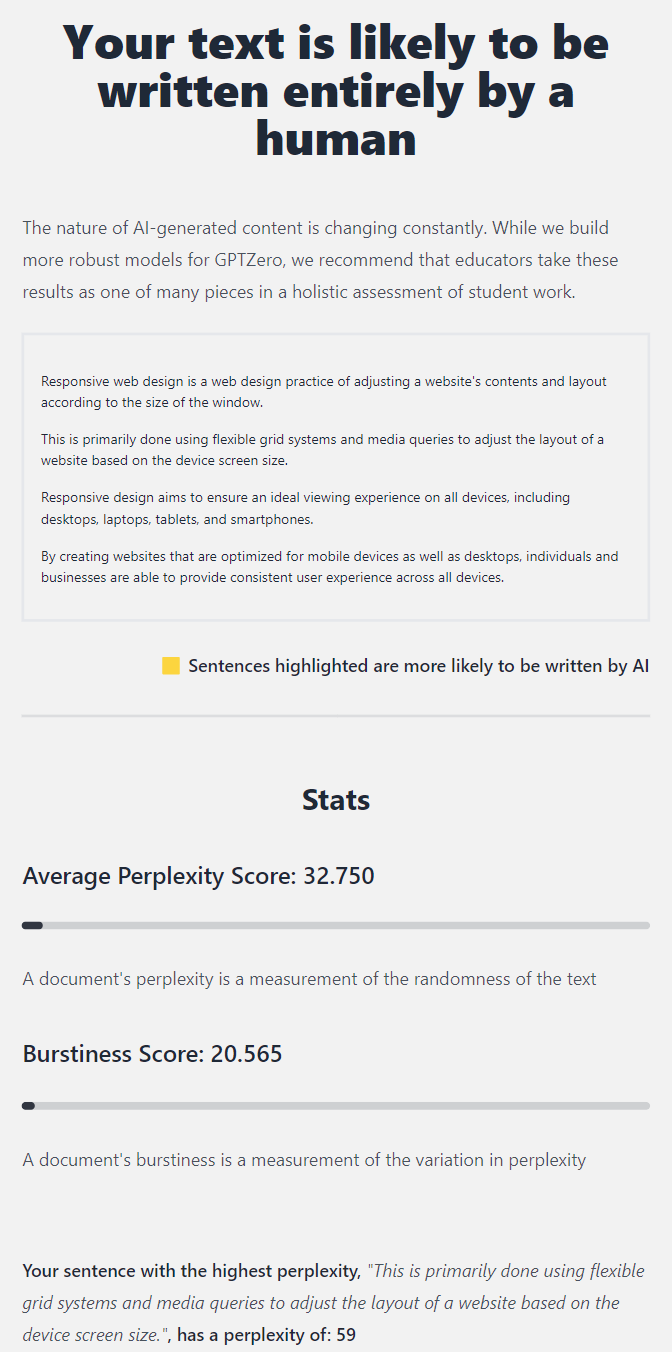 Your text is likely to be
written entirely by a
human
The nature of AI-generated content is changing constantly. While we build
more robust models for GPTZero, we recommend that educators take these
results as one of many pieces in a holistic assessment of student work.
Responsive web design is a web design practice of adjusting a website's contents and layout
according to the size of the window.
This is primarily done using flexible grid systems and media queries to adjust the layout of a
website based on the device screen size.
Responsive design aims to ensure an ideal viewing experience on all devices, including
desktops, laptops, tablets, and smartphones.
By creating websites that are optimized for mobile devices as well as desktops, individuals and
businesses are able to provide consistent user experience across all devices.
Sentences highlighted are more likely to be written by AI
Stats
Average Perplexity Score: 32.750
A document's perplexity is a measurement of the randomness of the text
Burstiness Score: 20.565
A document's burstiness is a measurement of the variation in perplexity
Your sentence with the highest perplexity, "This is primarily done using flexible
grid systems and media queries to adjust the layout of a website based on the
device screen size.", has a perplexity of: 59